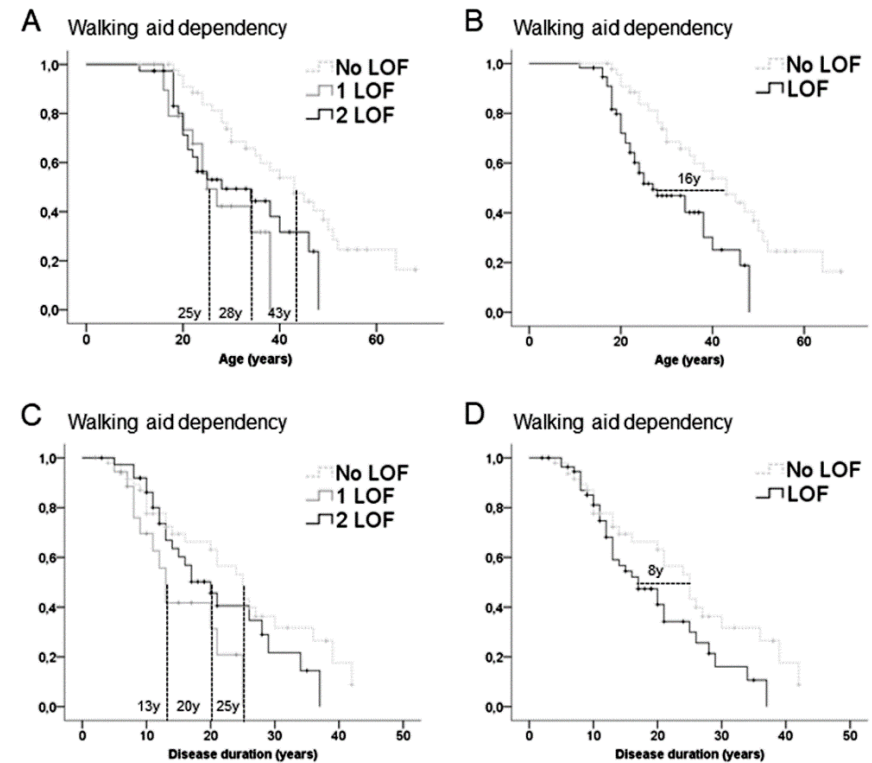 A
Walking aid dependency
1,0
0,8
0,6
0,4
0,2
0,0
No LOF
1 LOF
2 LOF
25y 28y 43y
0 20 40 60
Age (years)
B
Walking aid dependency
1,0
0,8
0,6
0,4
0,2
0,0
No LOF
LOF
16y
0 20 40 60
Age (years)
C
Walking aid dependency
1,0
0,8
0,6
0,4
0,2
0,0
No LOF
1 LOF
2 LOF
13y 20y 25y
0 10 20 30 40 50
Disease duration (years)
D
Walking aid dependency
1,0
0,8
0,6
0,4
0,2
0,0
No LOF
LOF
8y
0 10 20 30 40 50
Disease duration (years)